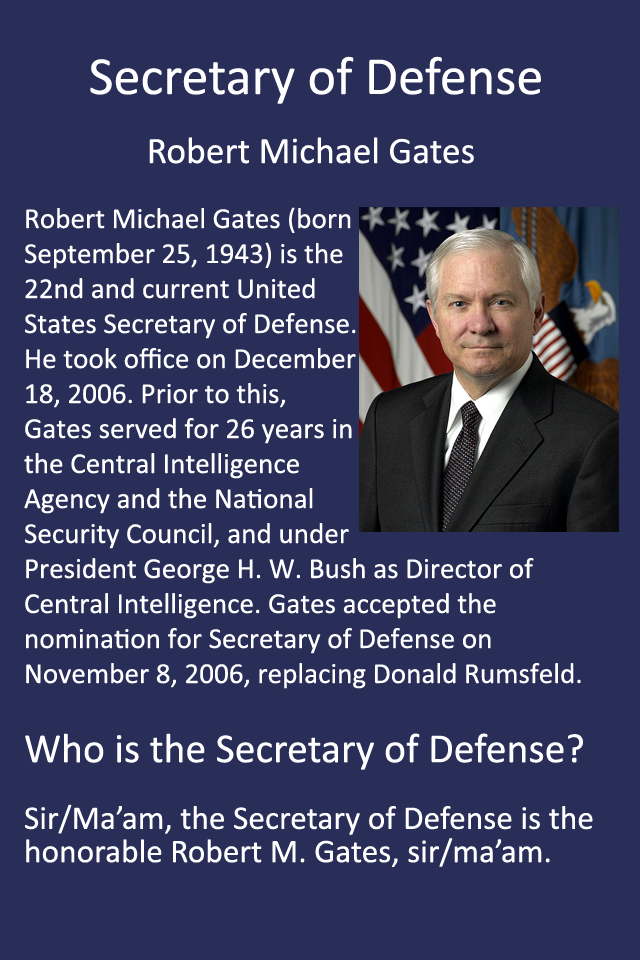 Secretary of Defense
Robert Michael Gates
Robert Michael Gates (born
September 25, 1943) is the
22nd and current United
States Secretary of Defense.
He took office on December
18, 2006. Prior to this,
Gates served for 26 years in
the Central Intelligence
Agency and the National
Security Council, and under
President George H. W. Bush as Director of
Central Intelligence. Gates accepted the
nomination for Secretary of Defense on
November 8, 2006, replacing Donald Rumsfeld.
Who is the Secretary of Defense?
Sir/Ma’am, the Secretary of Defense is the
honorable Robert M. Gates, sir/ma’am.